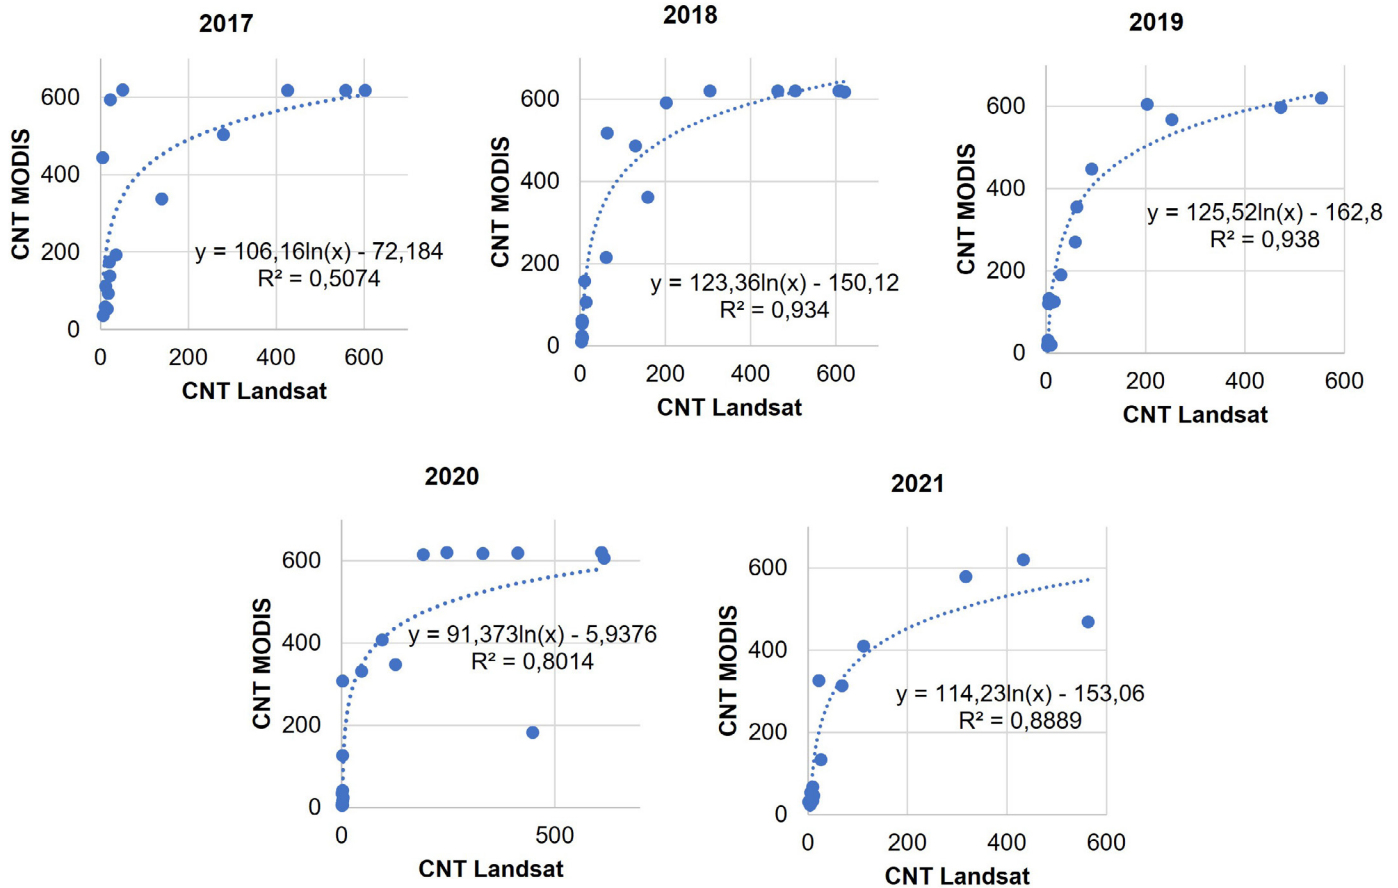 2017
CNT MODIS
600
400
200
0
y = 106,16ln(x) - 72,184
R² = 0,5074
0 200 400 600
CNT Landsat
2018
CNT MODIS
600
400
200
0
y = 123,36ln(x) - 150,12
R² = 0,934
0 200 400 600
CNT Landsat
2019
CNT MODIS
600
400
200
0
y = 125,52ln(x) - 162,8
R² = 0,938
0 200 400 600
CNT Landsat
2020
CNT MODIS
600
400
200
0
y = 91,373ln(x) - 5,9376
R² = 0,8014
0 500
CNT Landsat
2021
CNT MODIS
600
400
200
0
y = 114,23ln(x) - 153,06
R² = 0,8889
0 200 400 600
CNT Landsat